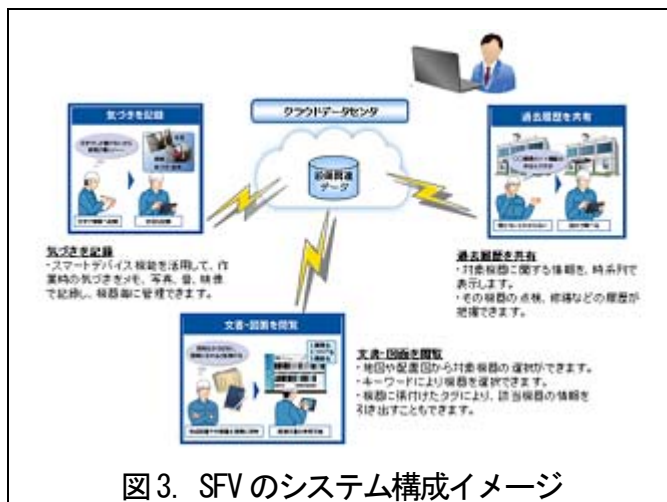 クラウドデータセンタ
設備関連
データ
気づきを記録
過去履歴を共有
気づきを記録
・スマートデバイス機能を活用して、作
業時の気づきをメモ、写真、音、映像
で記録し、機器毎に管理できます。
過去履歴を共有
・対象機器に関する情報を、時系列で
表示します。
・その機器の点検、修繕などの履歴が
把握できます。
文書・図面を閲覧
文書・図面を閲覧
・地図や配置図から対象機器の選択ができます。
・キーワードにより機器を選択できます。
・機器に張付けたタグにより、該当機器の情報を
引き出すこともできます。
図3. SFVのシステム構成イメージ